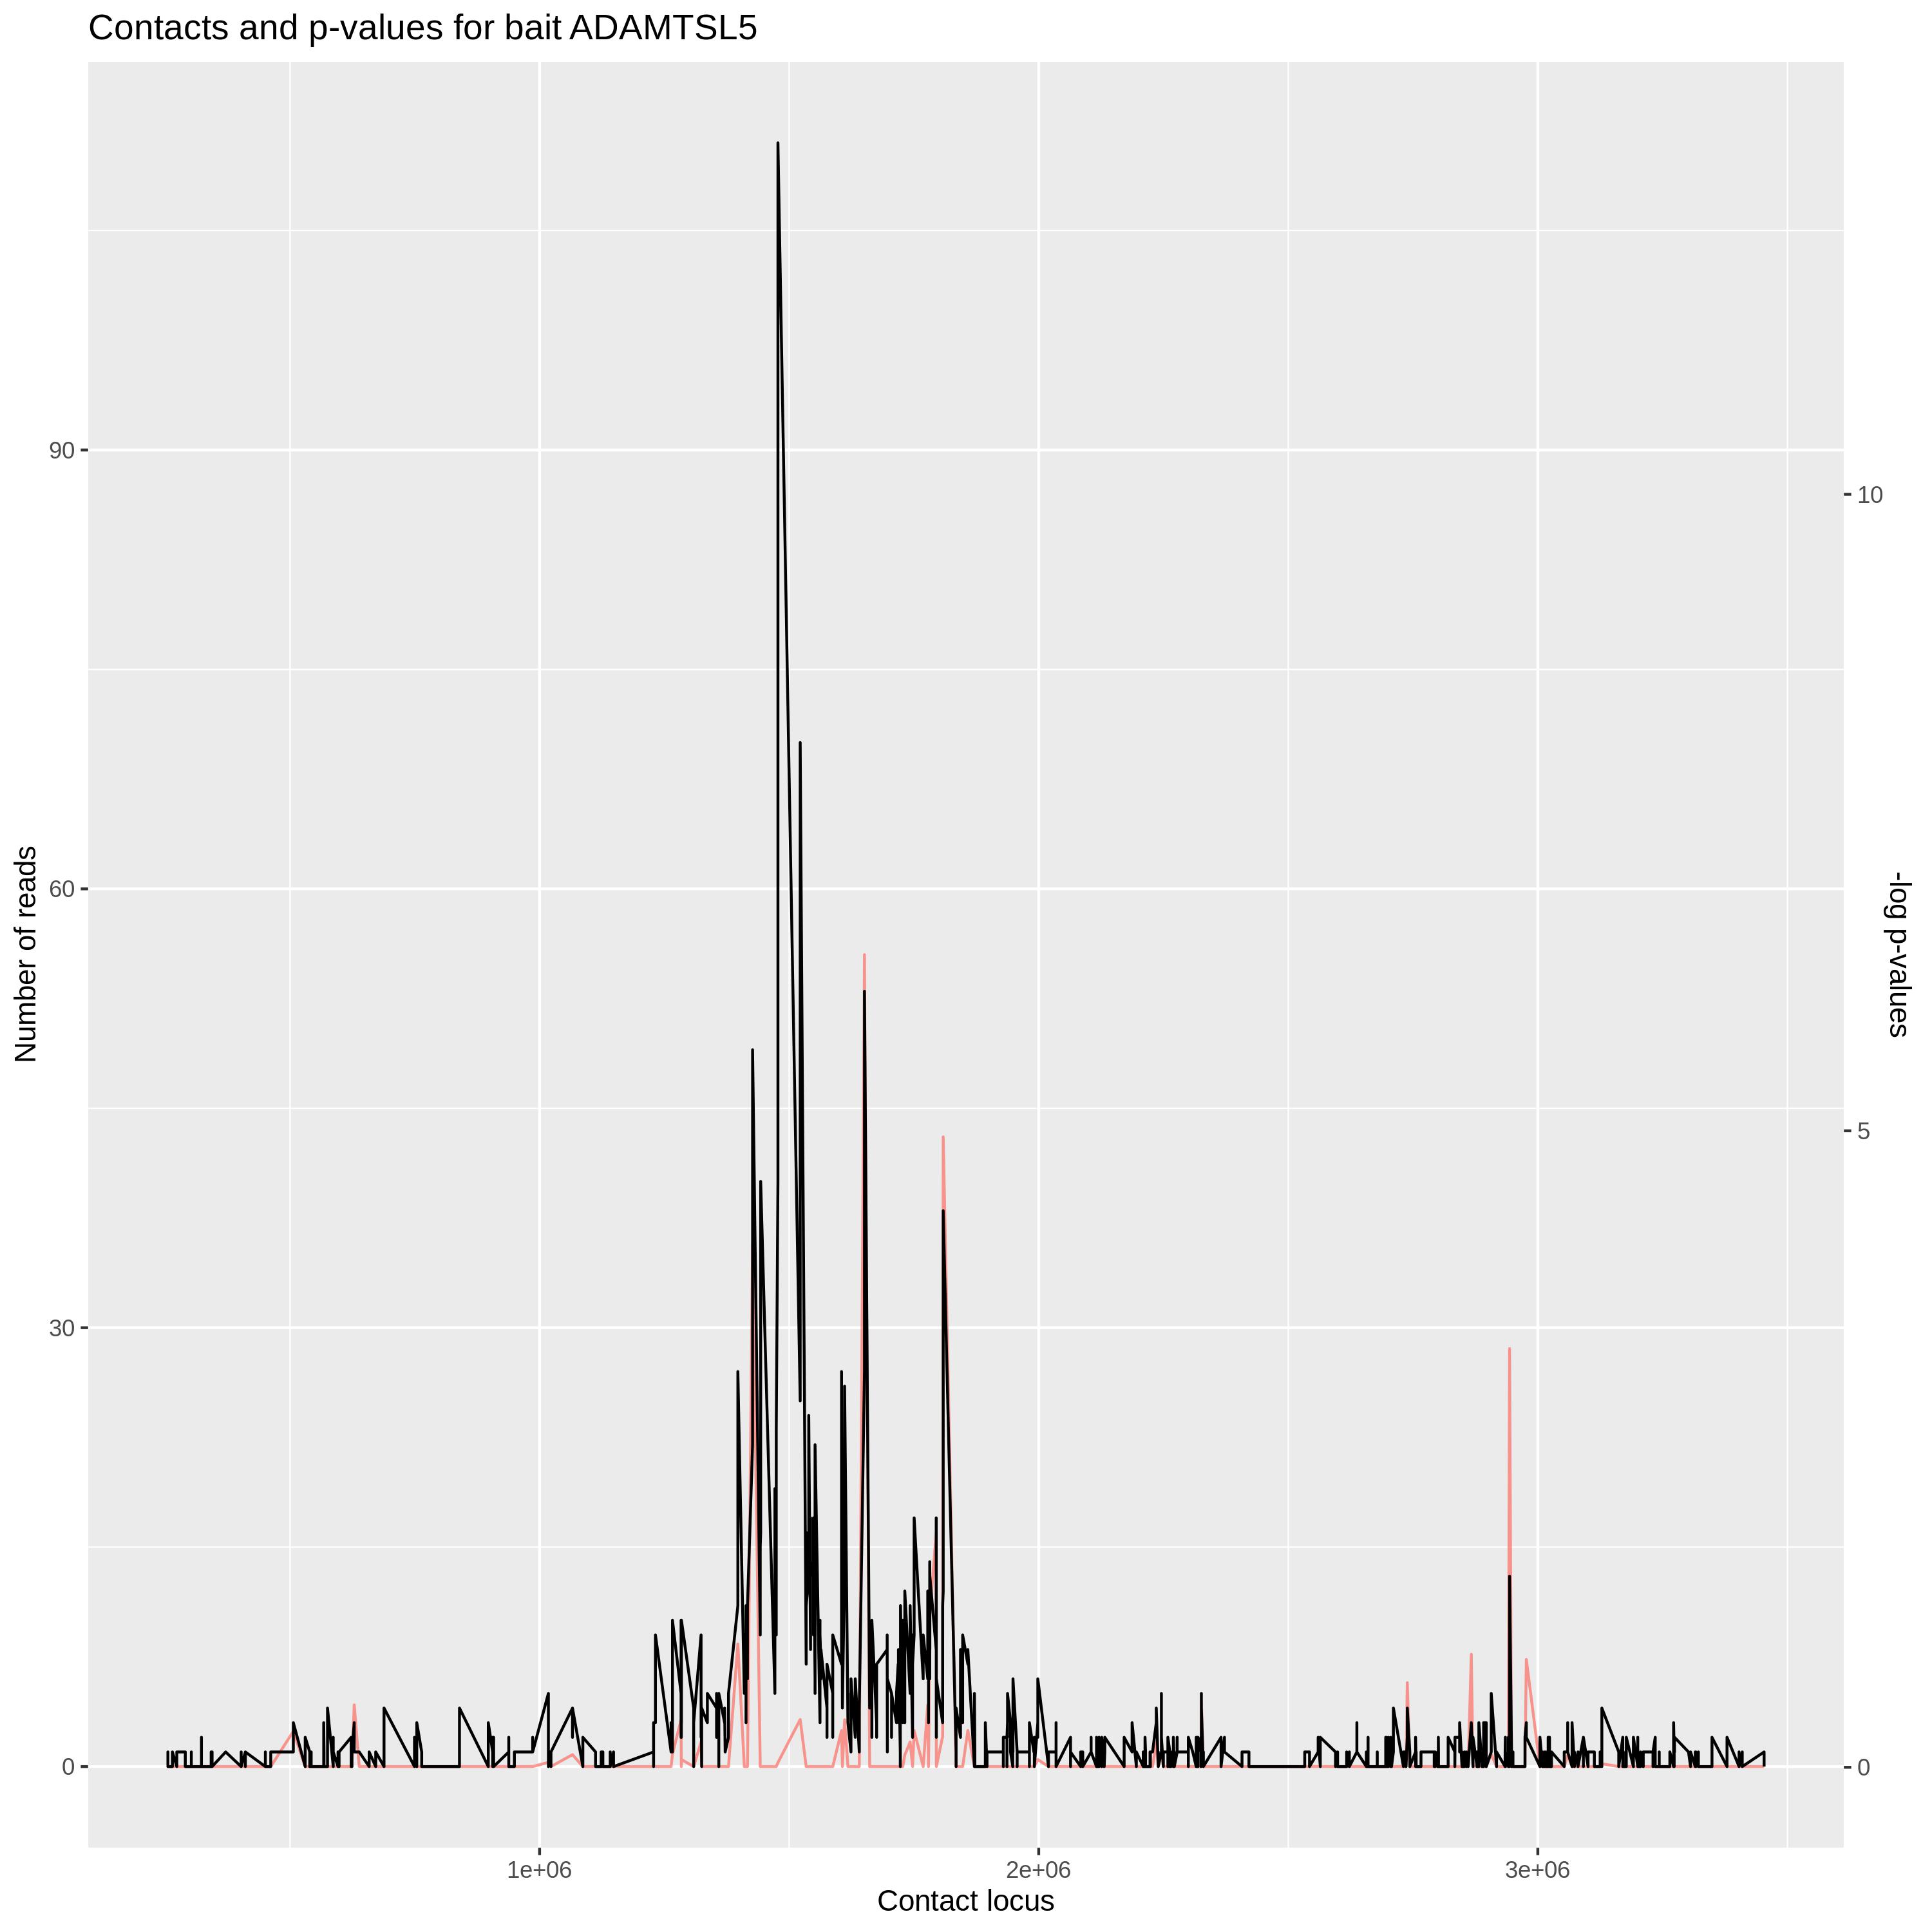 Contacts and p-values for bait ADAMTSL5
Number of reads
90
60
30
0
10
5
0
-log p-values
1e+06
2e+06
3e+06
Contact locus